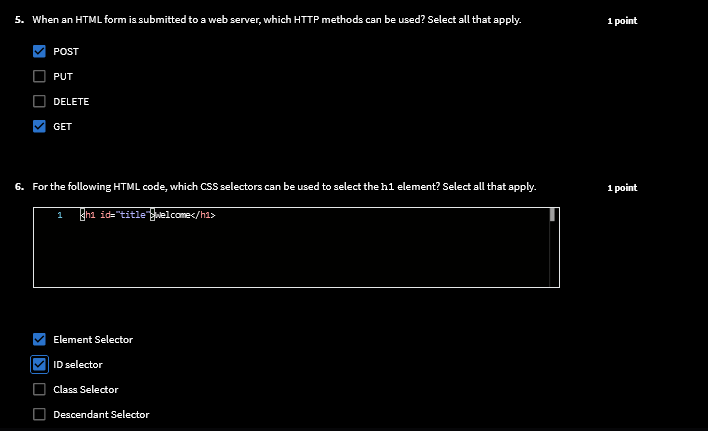 5. When an HTML form is submitted to a web server, which HTTP methods can be used? Select all that apply. 1 point
POST
PUT
DELETE
GET
6. For the following HTML code, which CSS selectors can be used to select the h1 element? Select all that apply. 1 point
1 <h1 id="title">Welcome</h1>
Element Selector
ID selector
Class Selector
Descendant Selector